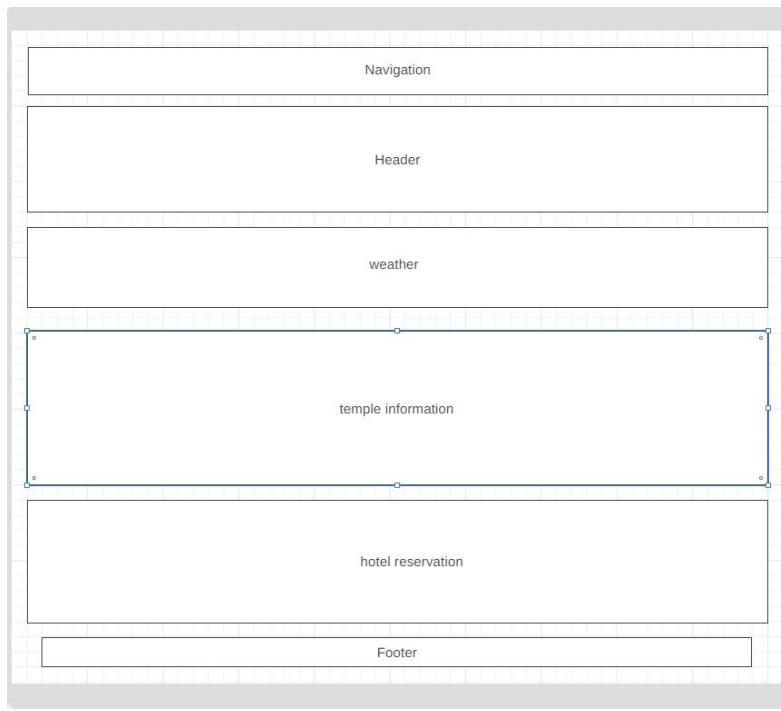 Navigation
Header
weather
temple information
hotel reservation
Footer